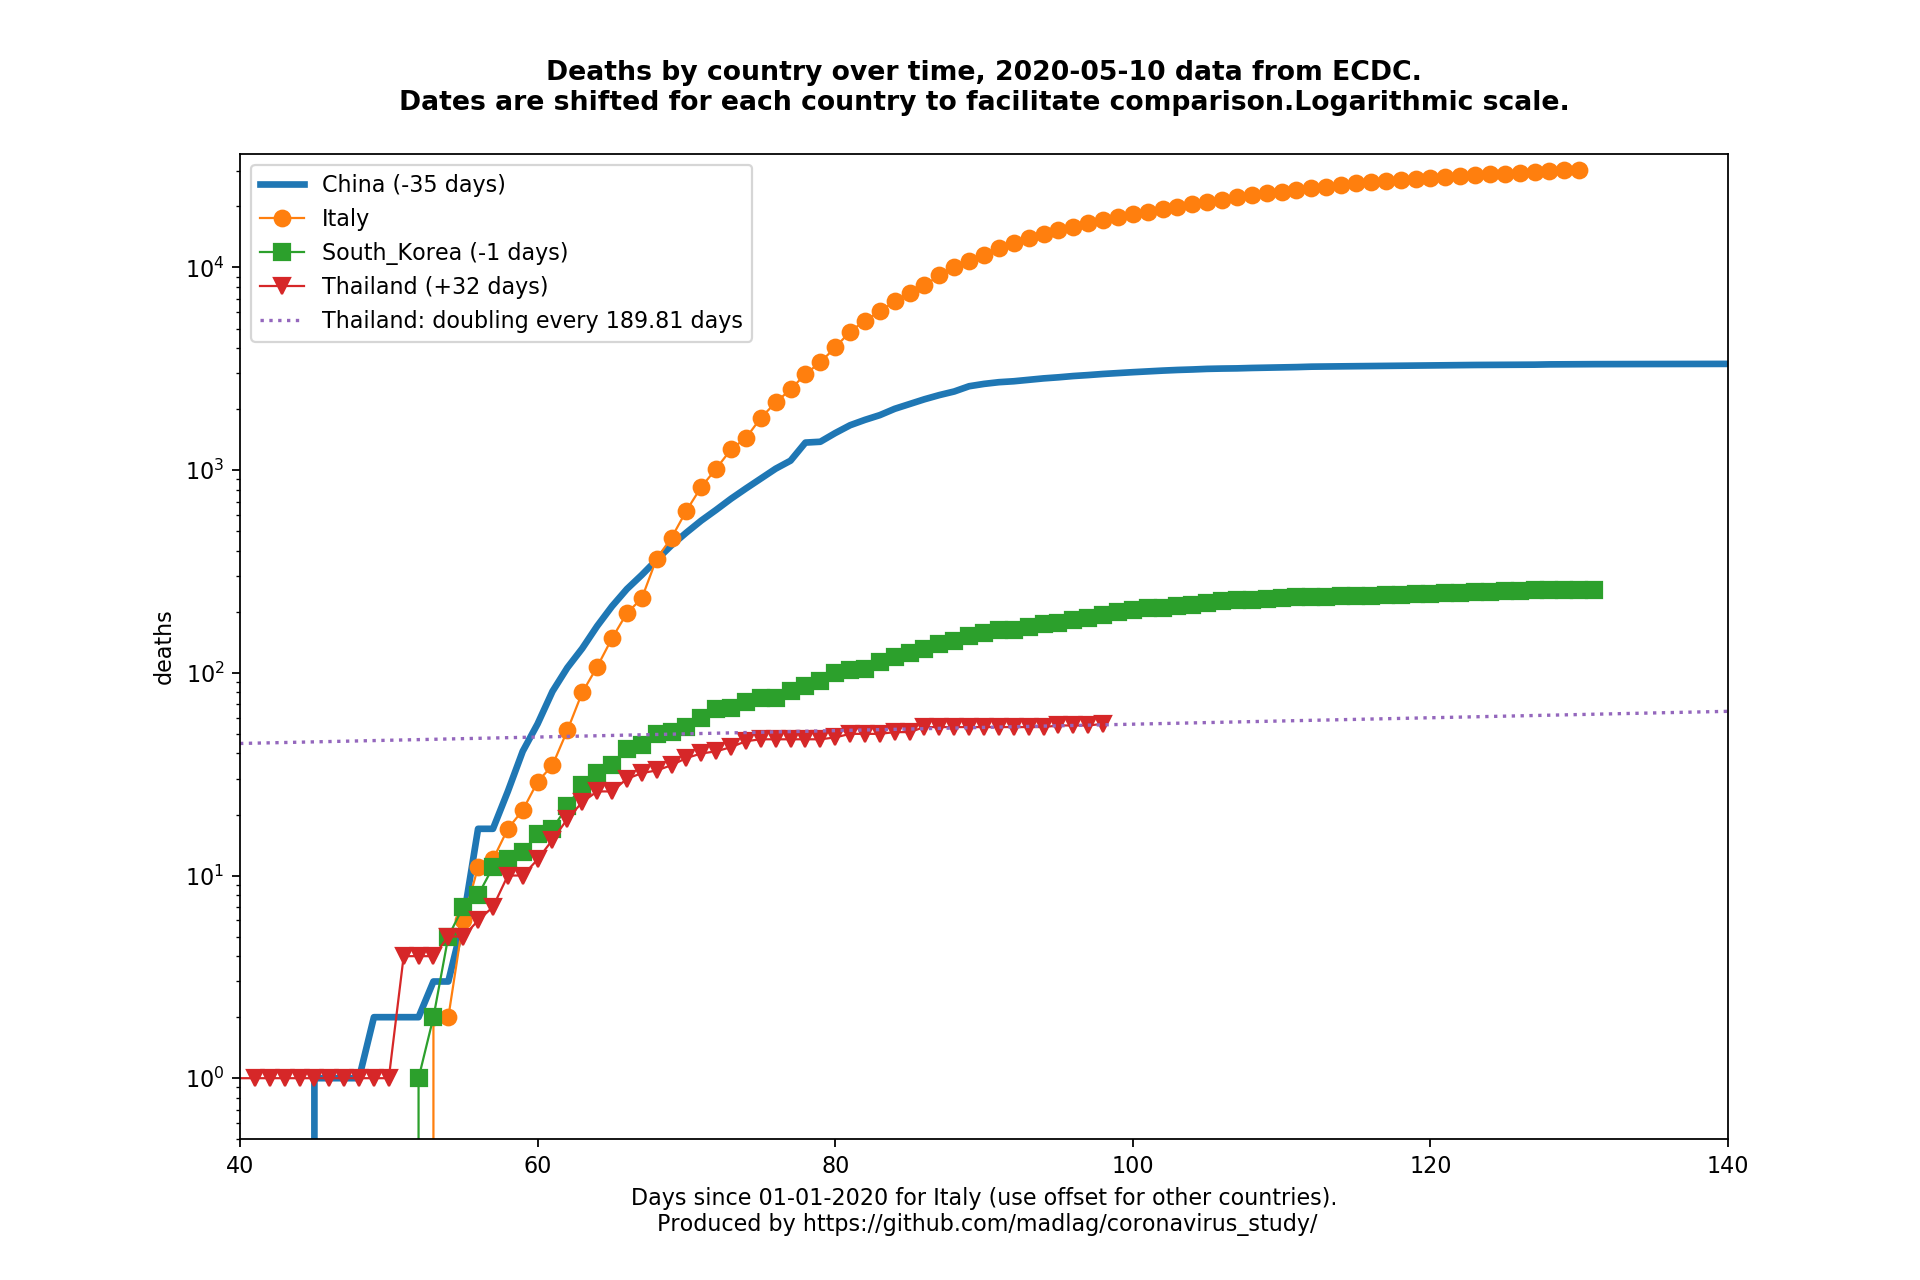 Deaths by country over time, 2020-05-10 data from ECDC.
Dates are shifted for each country to facilitate comparison.Logarithmic scale.
China (-35 days)
Italy
South_Korea (-1 days)
Thailand (+32 days)
Thailand: doubling every 189.81 days
deaths
10⁴
10³
10²
10¹
10⁰
40 60 80 100 120 140
Days since 01-01-2020 for Italy (use offset for other countries).
Produced by https://github.com/madlag/coronavirus_study/